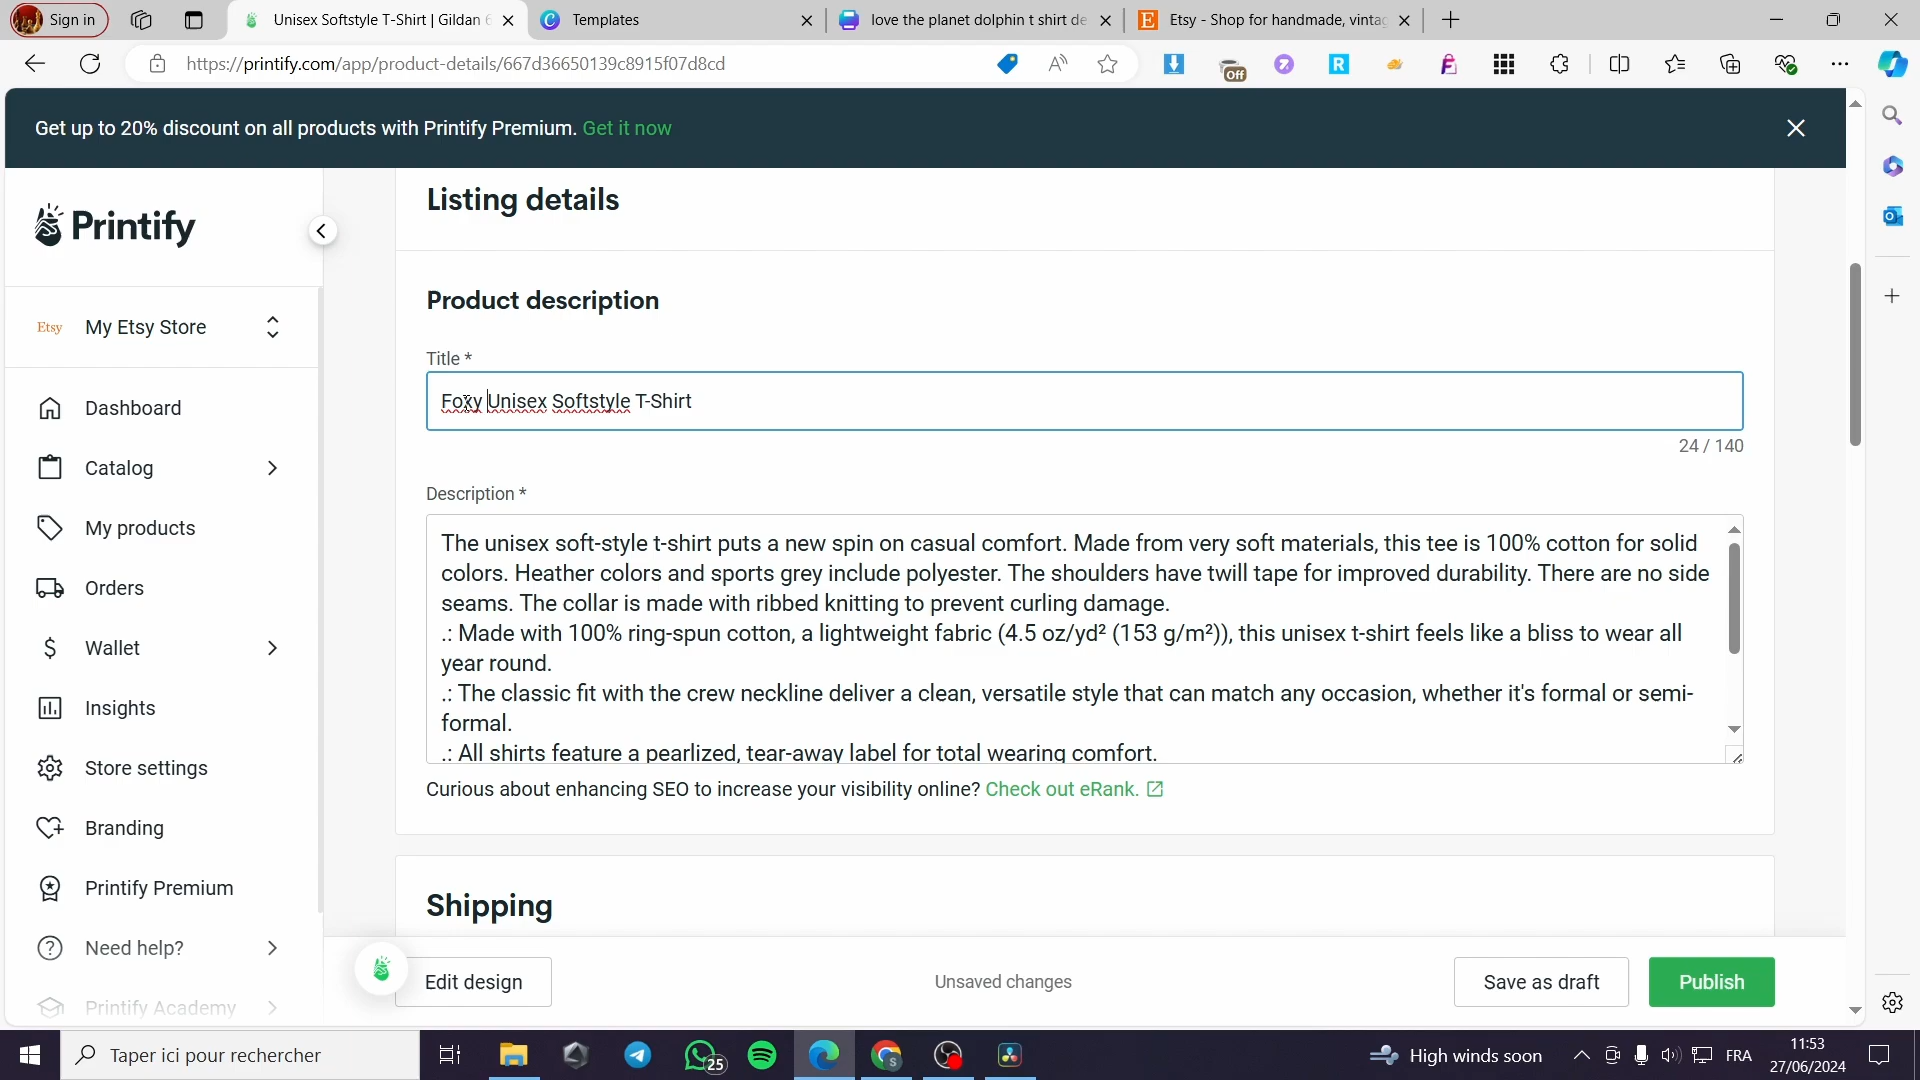 Sign in
Unisex Softstyle T-Shirt | Gildan 6
Templates
love the planet dolphin t shirt de
Etsy - Shop for handmade, vintag
https://printify.com/app/product-details/667d36650139c8915f07d8cd
Off
Get up to 20% discount on all products with Printify Premium. Get it now
Printify
Etsy My Etsy Store
Dashboard
Catalog
My products
Orders
Wallet
Insights
Store settings
Branding
Printify Premium
Need help?
Printify Academy
Listing details
Product description
Title *
Foxy Unisex Softstyle T-Shirt
24 / 140
Description *
The unisex soft-style t-shirt puts a new spin on casual comfort. Made from very soft materials, this tee is 100% cotton for solid
colors. Heather colors and sports grey include polyester. The shoulders have twill tape for improved durability. There are no side
seams. The collar is made with ribbed knitting to prevent curling damage.
.: Made with 100% ring-spun cotton, a lightweight fabric (4.5 oz/yd² (153 g/m²)), this unisex t-shirt feels like a bliss to wear all
year round.
.: The classic fit with the crew neckline deliver a clean, versatile style that can match any occasion, whether it's formal or semi-
formal.
.: All shirts feature a pearlized, tear-away label for total wearing comfort.
Curious about enhancing SEO to increase your visibility online? Check out eRank.
Shipping
Edit design
Unsaved changes
Save as draft
Publish
Taper ici pour rechercher
25
High winds soon
FRA
11:53
27/06/2024